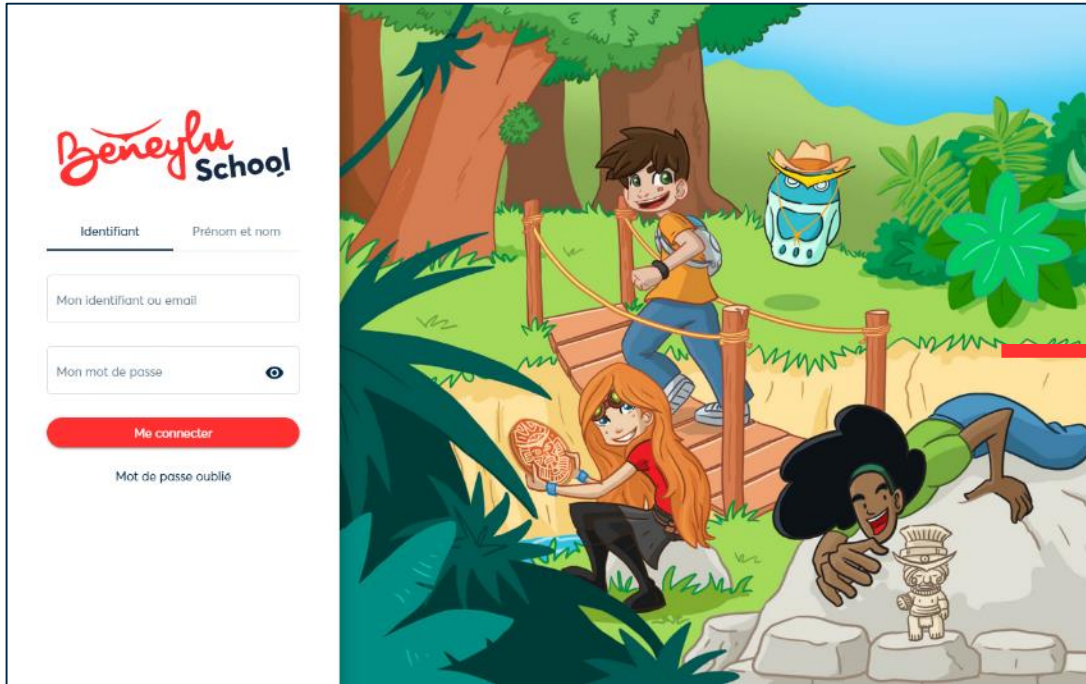 Beneylu
School
Identifiant
Prénom et nom
Mon identifiant ou email
Mon mot de passe
Me connecter
Mot de passe oublié